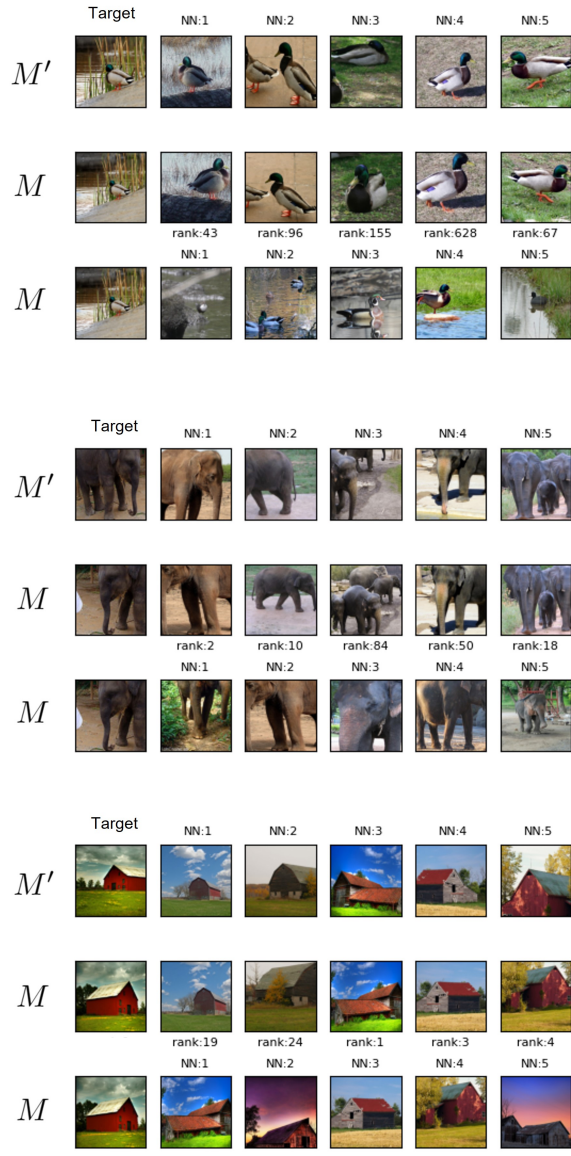 Target NN:1 NN:2 NN:3 NN:4 NN:5
M′
M
rank:43 rank:96 rank:155 rank:628 rank:67
NN:1 NN:2 NN:3 NN:4 NN:5
M
Target NN:1 NN:2 NN:3 NN:4 NN:5
M′
M
rank:2 rank:10 rank:84 rank:50 rank:18
NN:1 NN:2 NN:3 NN:4 NN:5
M
Target NN:1 NN:2 NN:3 NN:4 NN:5
M′
M
rank:19 rank:24 rank:1 rank:3 rank:4
NN:1 NN:2 NN:3 NN:4 NN:5
M